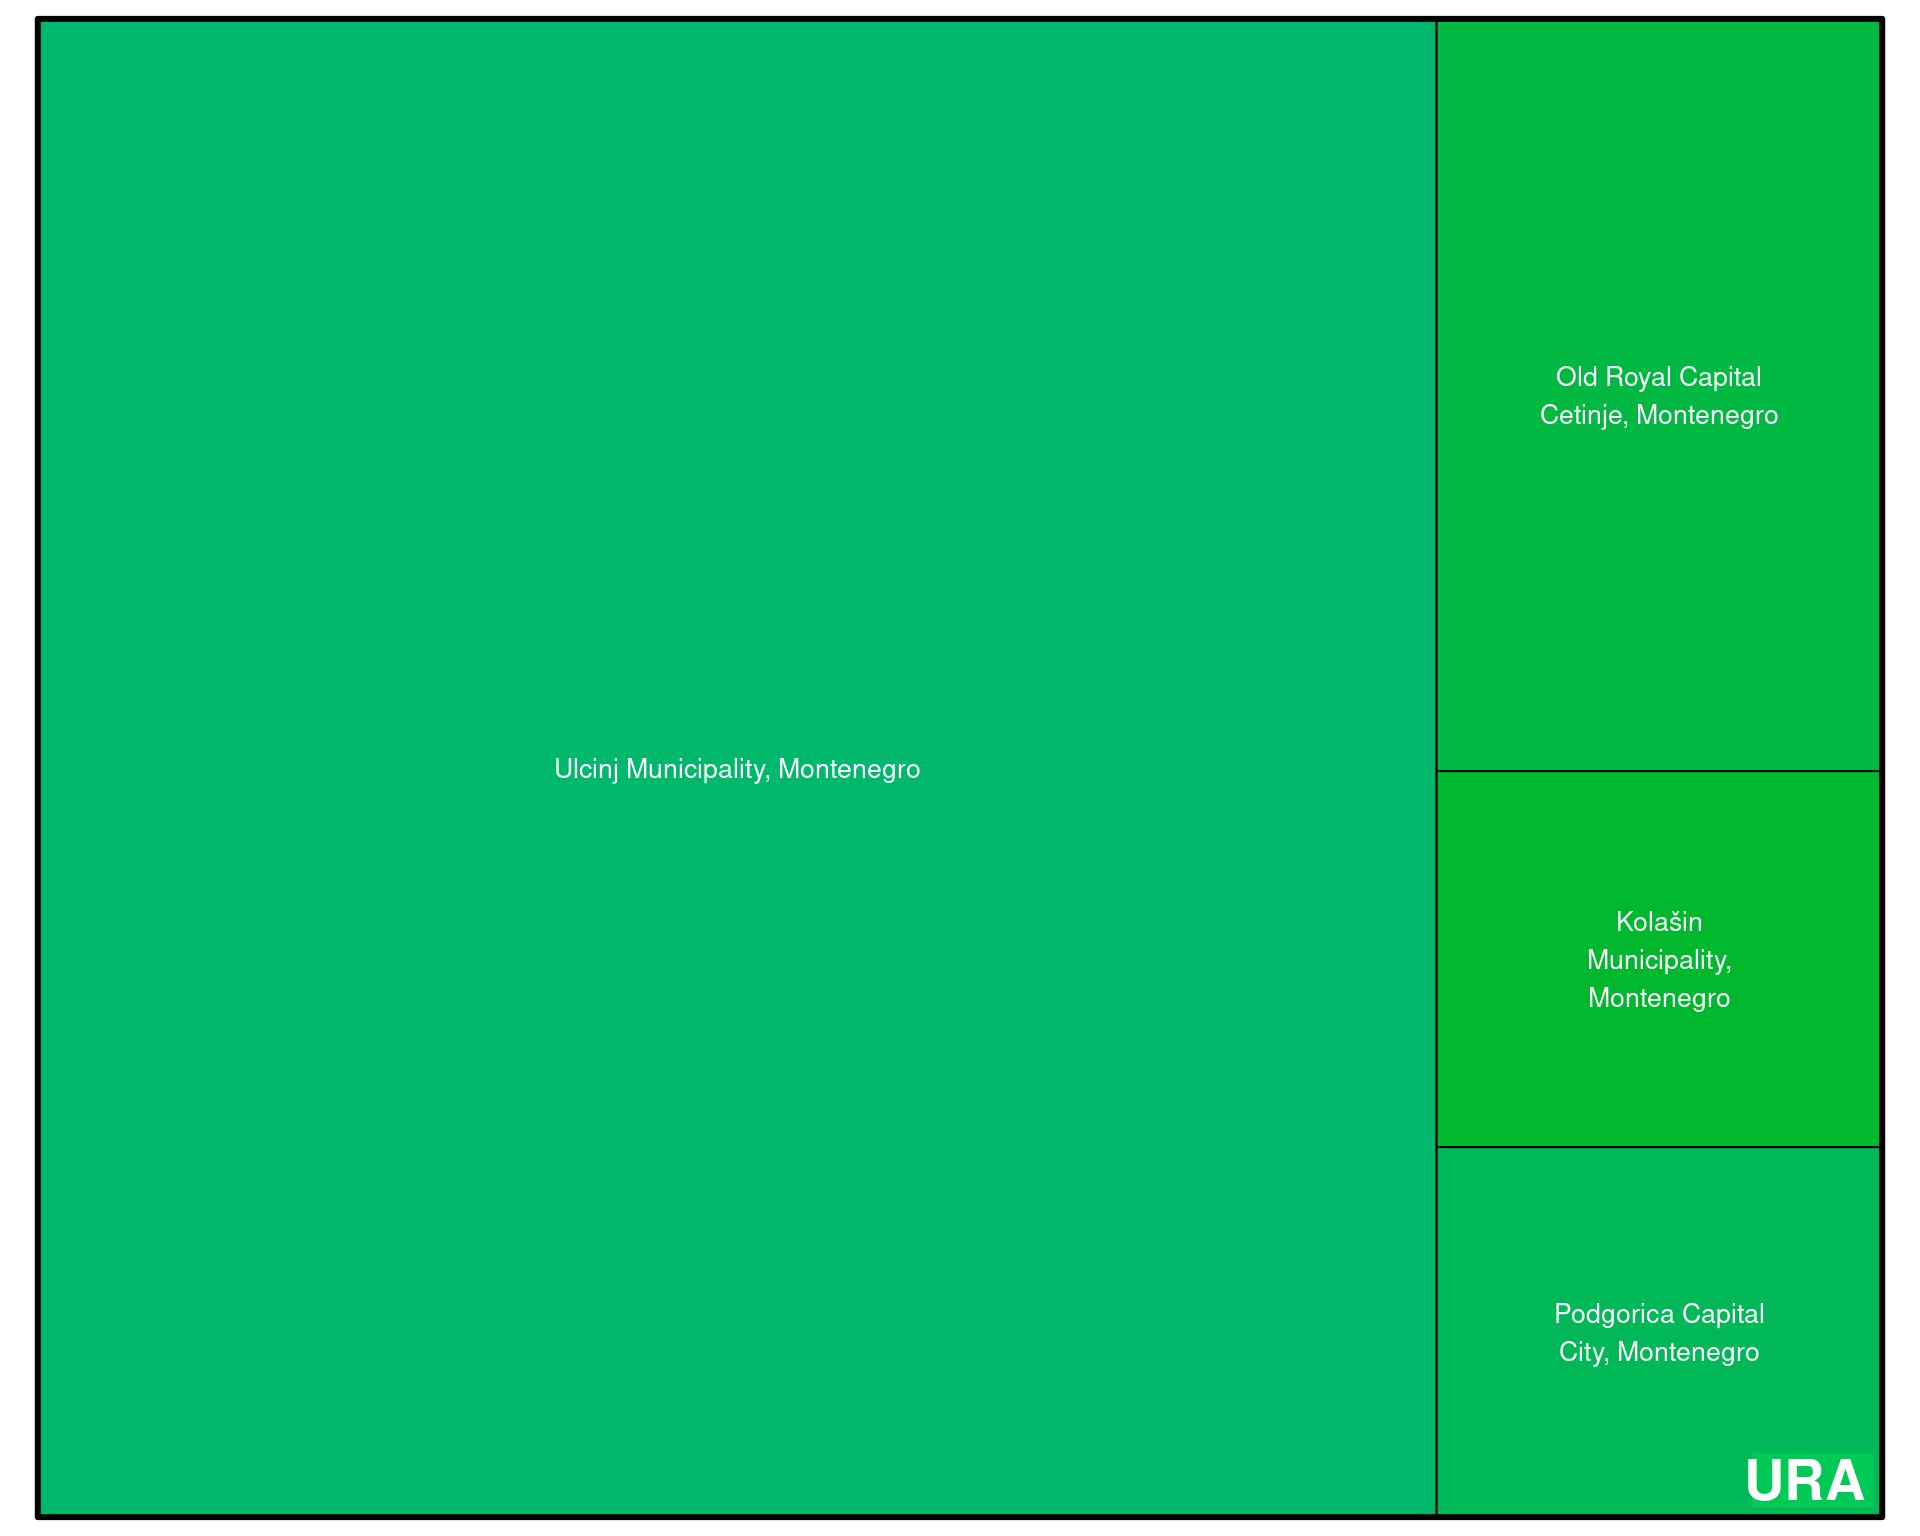 Ulcinj Municipality, Montenegro
Old Royal Capital
Cetinje, Montenegro
Kolašin
Municipality,
Montenegro
Podgorica Capital
City, Montenegro
URA